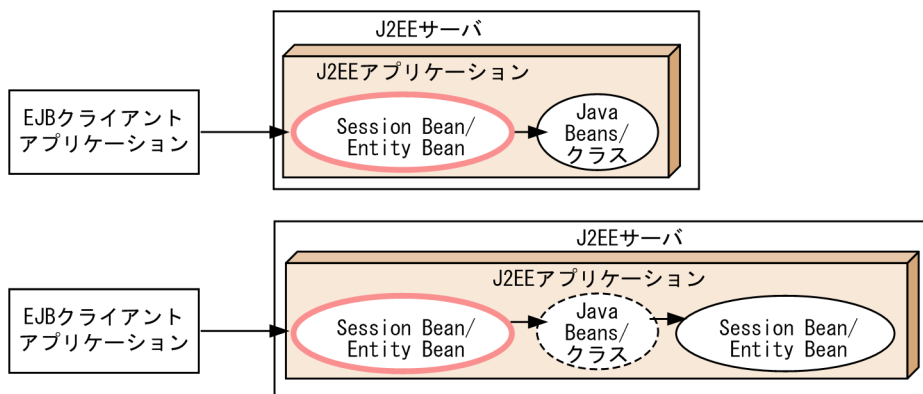 J2EEサーバ
J2EEアプリケーション
EJBクライアント
アプリケーション
Session Bean/
Entity Bean
Java
Beans/
クラス
J2EEサーバ
J2EEアプリケーション
EJBクライアント
アプリケーション
Session Bean/
Entity Bean
Java
Beans/
クラス
Session Bean/
Entity Bean